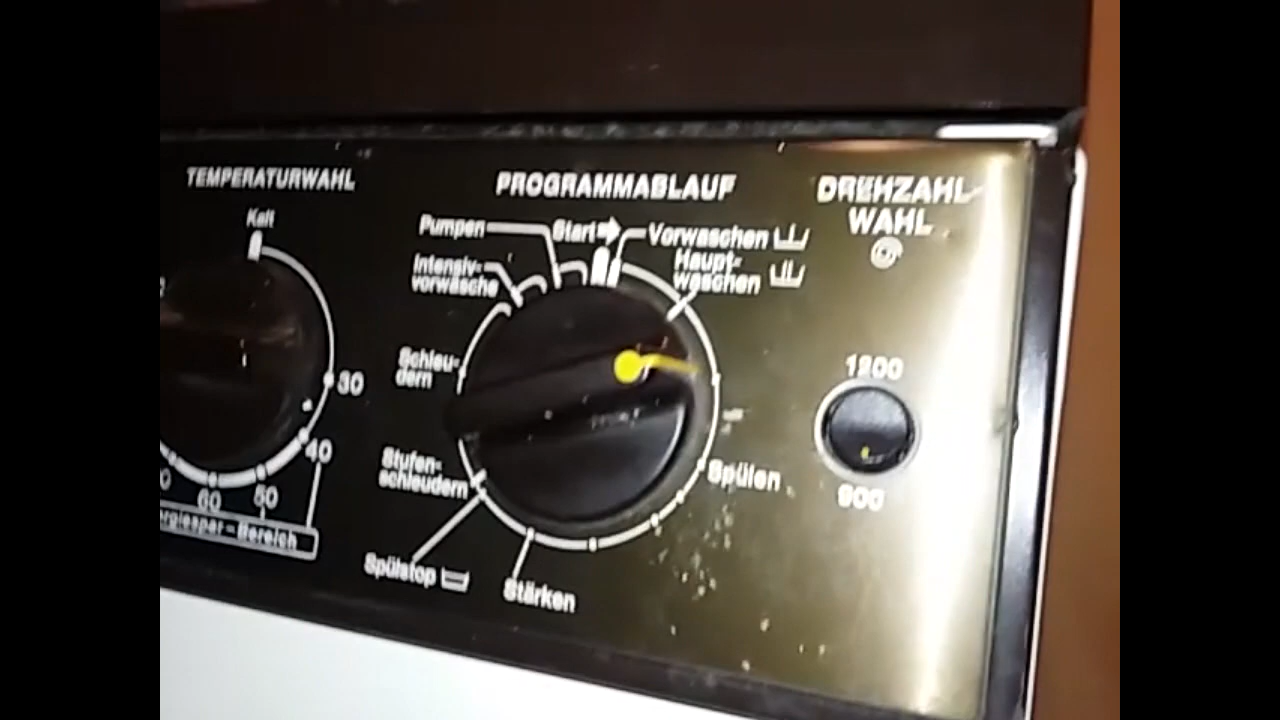 TEMPERATURWAHL
Kalt
30
40
50
60
PROGRAMMABLAUF
Start
Vorwaschen
Haupt-
waschen
Spülen
Stärken
Spülstop
Stufen-
schleudern
Schleu-
dern
Intensiv-
vorwäsche
Pumpen
DREHZAHL
WAHL
1200
900